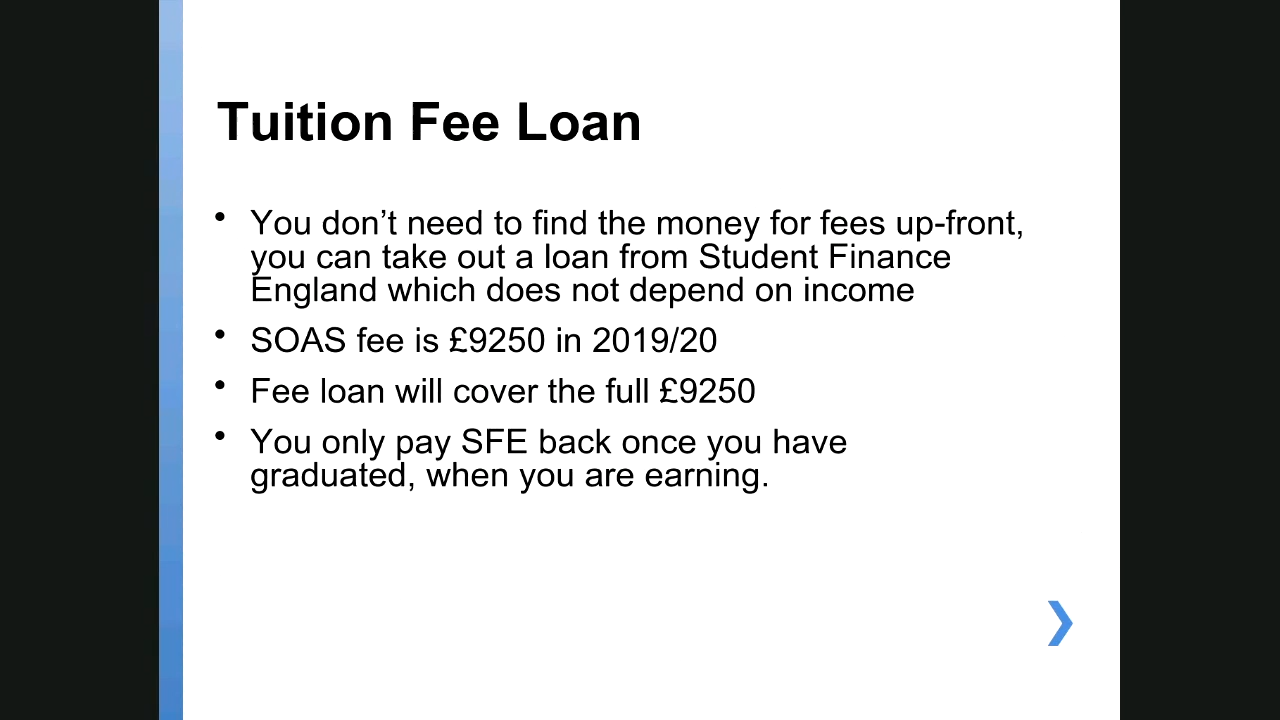 Tuition Fee Loan
• You don’t need to find the money for fees up-front,
you can take out a loan from Student Finance
England which does not depend on income
• SOAS fee is £9250 in 2019/20
• Fee loan will cover the full £9250
• You only pay SFE back once you have
graduated, when you are earning.